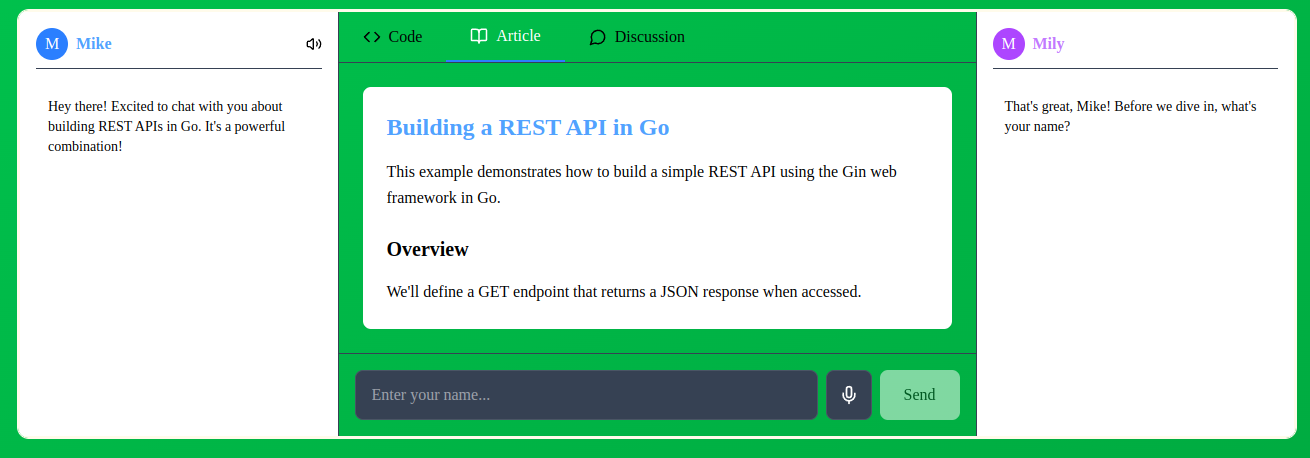 M Mike
Hey there! Excited to chat with you about
building REST APIs in Go. It's a powerful
combination!
Code Article Discussion
Building a REST API in Go
This example demonstrates how to build a simple REST API using the Gin web
framework in Go.
Overview
We'll define a GET endpoint that returns a JSON response when accessed.
Enter your name... Send
M Mily
That's great, Mike! Before we dive in, what's
your name?